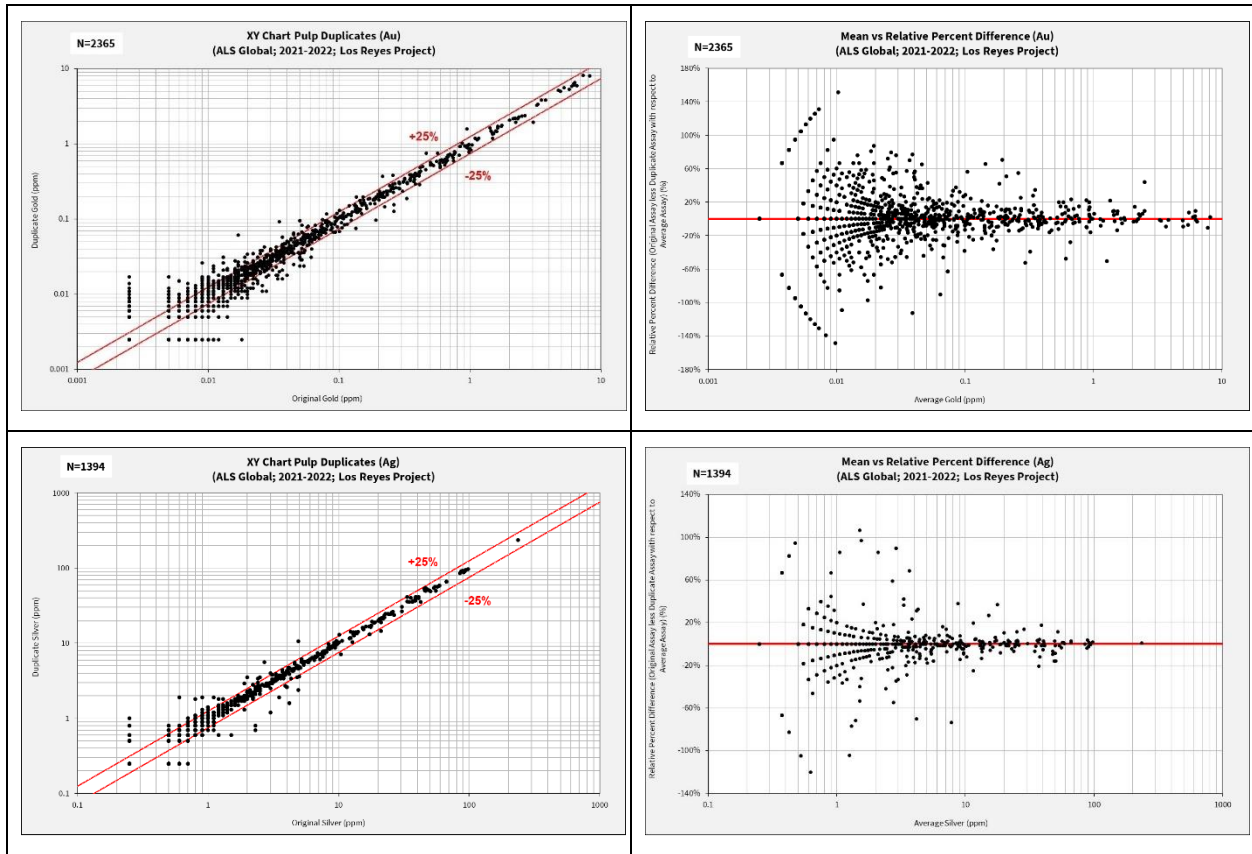 N=2365
XY Chart Pulp Duplicates (Au)
(ALS Global; 2021-2022; Los Reyes Project)
10
1
0.1
0.01
0.001
Duplicate Gold (ppm)
+25%
-25%
0.001
0.01
0.1
1
10
Original Gold (ppm)
N=2365
Mean vs Relative Percent Difference (Au)
(ALS Global; 2021-2022; Los Reyes Project)
180%
140%
100%
60%
20%
-20%
-60%
-100%
-140%
-180%
Relative Percent Difference (Original Assay less Duplicate Assay with respect to
Average Assay) (%)
0.001
0.01
0.1
1
10
Average Gold (ppm)
N=1394
XY Chart Pulp Duplicates (Ag)
(ALS Global; 2021-2022; Los Reyes Project)
1000
100
10
1
0.1
Duplicate Silver (ppm)
+25%
-25%
0.1
1
10
100
1000
Original Silver (ppm)
N=1394
Mean vs Relative Percent Difference (Ag)
(ALS Global; 2021-2022; Los Reyes Project)
140%
100%
60%
20%
-20%
-60%
-100%
-140%
Relative Percent Difference (Original Assay less Duplicate Assay with respect to
Average Assay) (%)
0.1
1
10
100
1000
Average Silver (ppm)